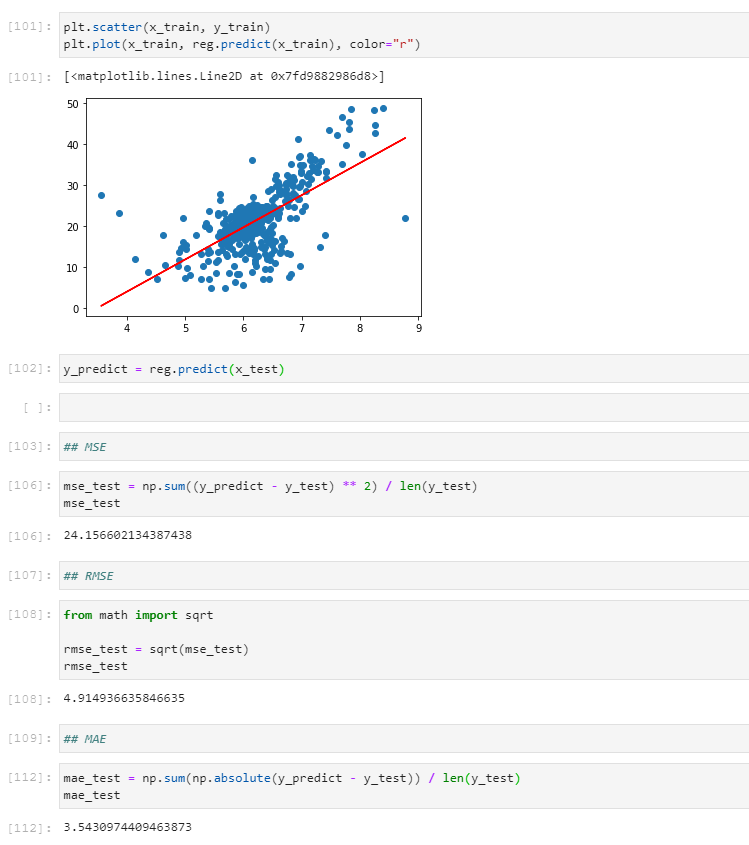 [101]: plt.scatter(x_train, y_train)
plt.plot(x_train, reg.predict(x_train), color="r")
[101]: [<matplotlib.lines.Line2D at 0x7fd9882986d8>]
50
40
30
20
10
0
4 5 6 7 8 9
[102]: y_predict = reg.predict(x_test)
[ ]:
[103]: ## MSE
[106]: mse_test = np.sum((y_predict - y_test) ** 2) / len(y_test)
mse_test
[106]: 24.156602134387438
[107]: ## RMSE
[108]: from math import sqrt
rmse_test = sqrt(mse_test)
rmse_test
[108]: 4.914936635846635
[109]: ## MAE
[112]: mae_test = np.sum(np.absolute(y_predict - y_test)) / len(y_test)
mae_test
[112]: 3.5430974409463873